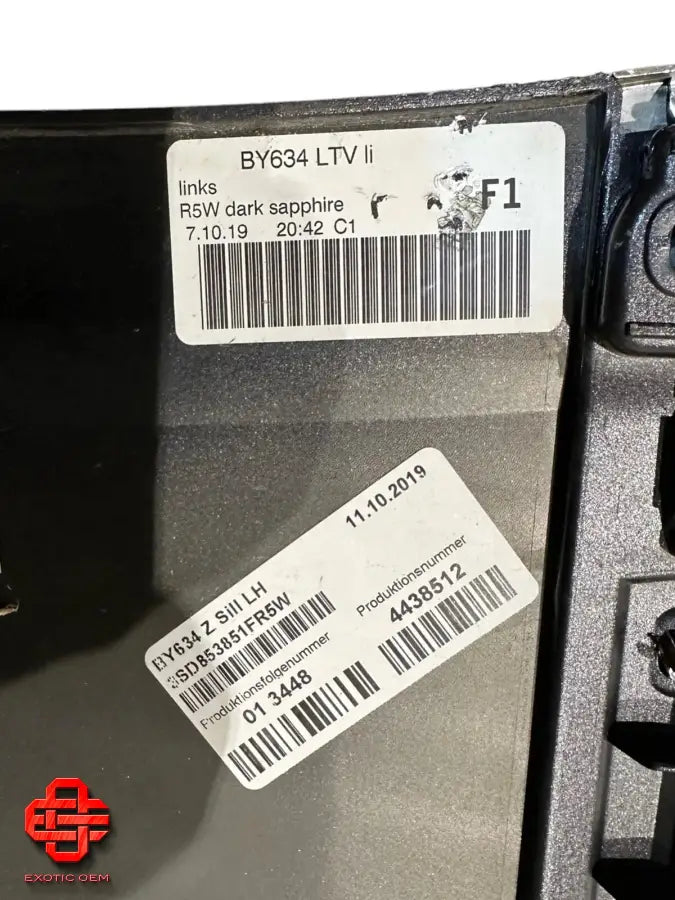 BY634 LTV li
links
R5W dark sapphire
F1
7.10.19 20:42 C1
11.10.2019
BY634 Z Sill LH
3SD853851FR5W
Produktionsfolgenummer
01 3448
Produktionsnummer
4438512
EXOTIC OEM